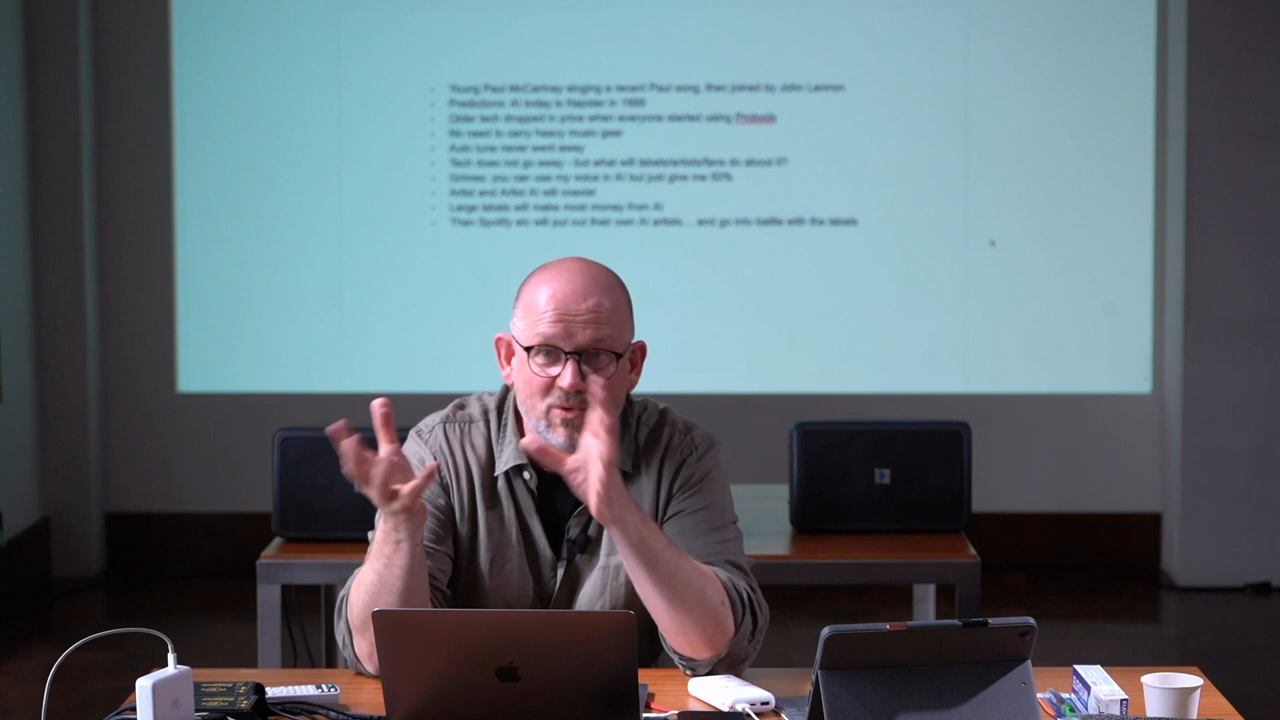 - Young Paul McCartney singing a recent Paul song, then joined by John Lennon
- Predictions: AI today is Napster in 1999
- Older tech dropped in price when everyone started using Protools
- No need to carry heavy music gear
- Auto tune never went away
- Tech does not go away - but what will labels/artists/fans do about it?
- Grimes: you can use my voice in AI but just give me 50%
- Artist and Artist AI will coexist
- Large labels will make most money from AI
- Then Spotify etc will put out their own AI artists... and go into battle with the labels